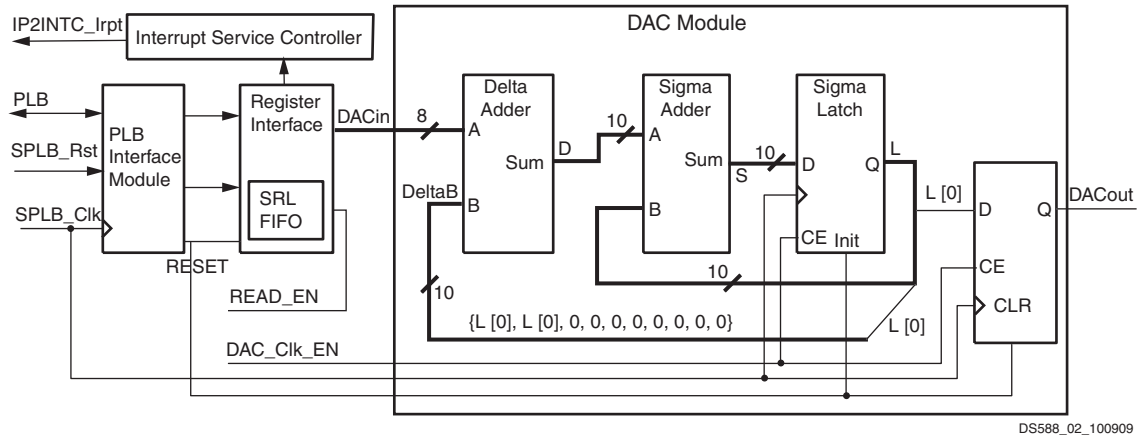 DAC Module
IP2INTC_Irpt
Interrupt Service Controller
PLB
SPLB_Rst
SPLB_Clk
PLB
Interface
Module
Register
Interface
SRL
FIFO
RESET
READ_EN
DACin
8
Delta
Adder
A
B
Sum
DeltaB
D
10
Sigma
Adder
A
B
Sum
S
10
Sigma
Latch
D
Q
CE
Init
L
L [0]
D
Q
CE
CLR
DACout
10
10
{L [0], L [0], 0, 0, 0, 0, 0, 0, 0, 0}
L [0]
DAC_Clk_EN
DS588_02_100909